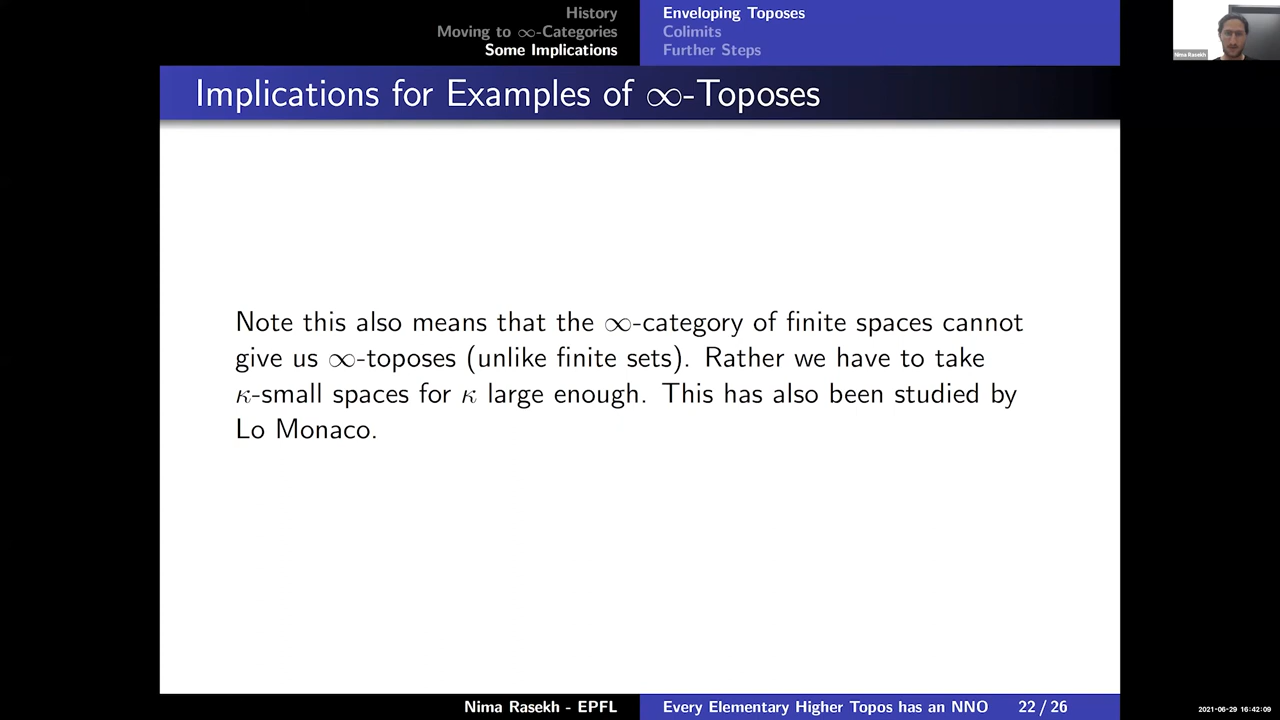 History
Moving to ∞-Categories
Some Implications
Enveloping Toposes
Colimits
Further Steps
Nima Rasekh
Implications for Examples of ∞-Toposes
Note this also means that the ∞-category of finite spaces cannot
give us ∞-toposes (unlike finite sets). Rather we have to take
κ-small spaces for κ large enough. This has also been studied by
Lo Monaco.
Nima Rasekh - EPFL
Every Elementary Higher Topos has an NNO
22 / 26
2021-06-29 16:42:09